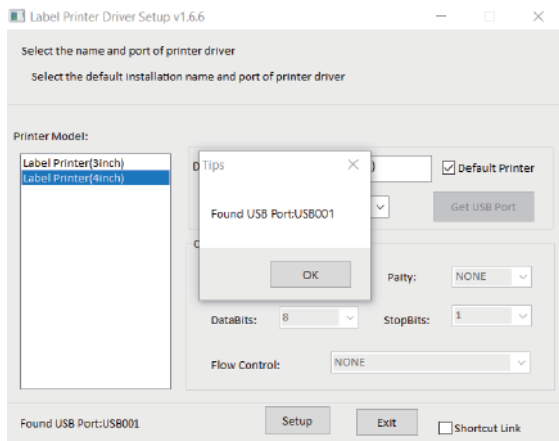 Label Printer Driver Setup v1.6.6
Select the name and port of printer driver
Select the default installation name and port of printer driver
Printer Model:
Label Printer(3inch)
Label Printer(4inch)
D
)
Default Printer
Tips
Found USB Port:USB001
OK
Get USB Port
C
Paity:
NONE
DataBits:
8
StopBits:
1
Flow Control:
NONE
Found USB Port:USB001
Setup
Exit
Shortcut Link